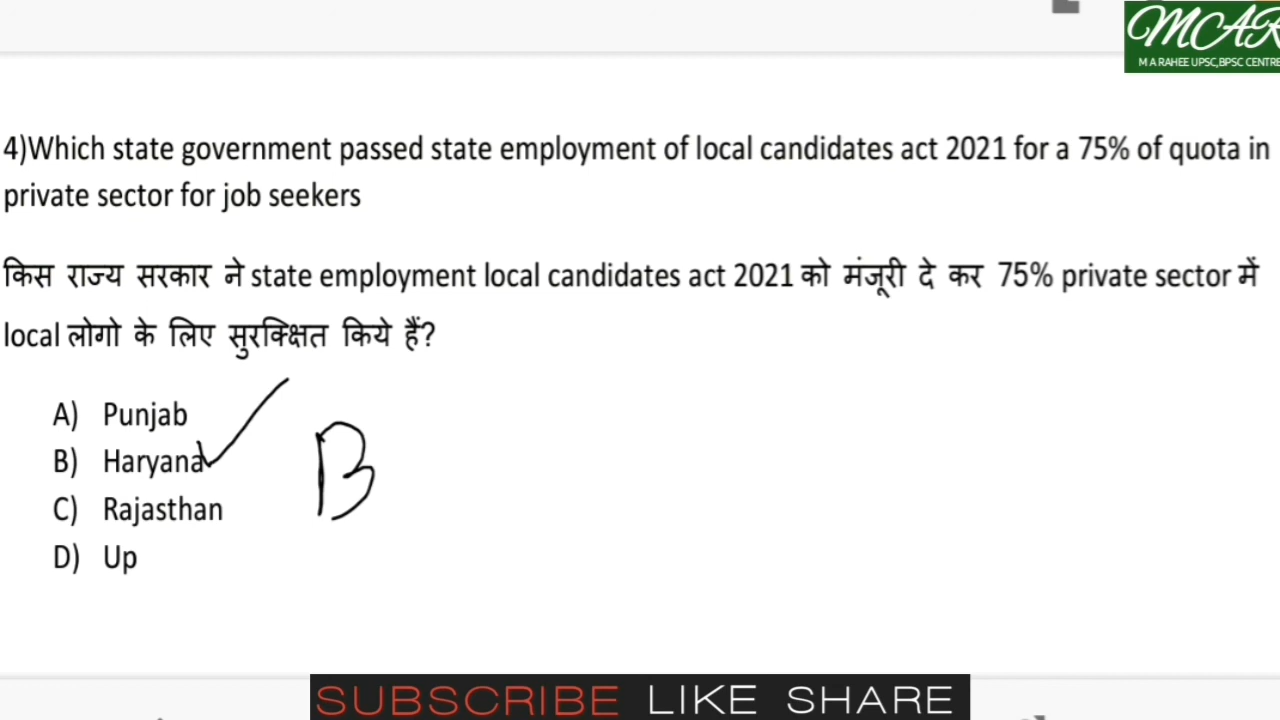 MCAR
M A RAHEE UPSC,BPSC CENTRE
4)Which state government passed state employment of local candidates act 2021 for a 75% of quota in
private sector for job seekers
किस राज्य सरकार ने state employment local candidates act 2021 को मंजूरी दे कर 75% private sector में
local लोगो के लिए सुरक्क्षित किये हैं?
A) Punjab
B) Haryana
B
C) Rajasthan
D) Up
SUBSCRIBE LIKE SHARE